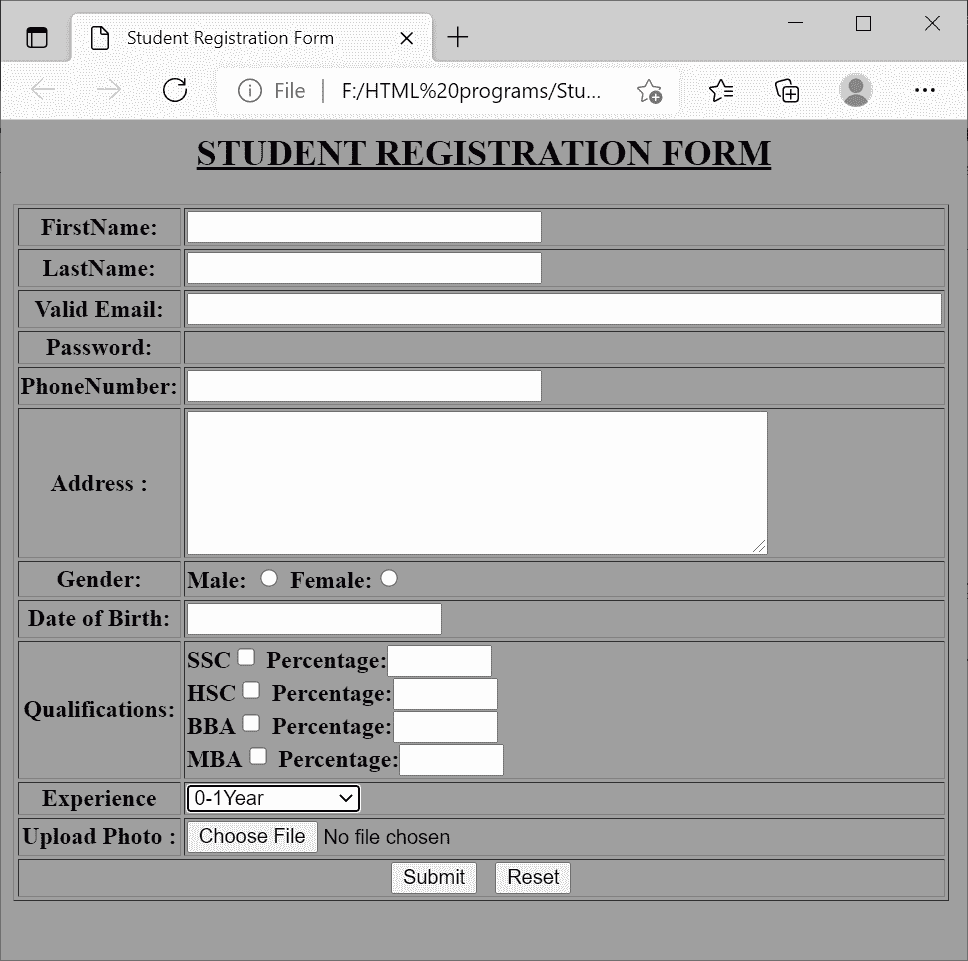 Student Registration Form
File F:/HTML%20programs/Stu...
STUDENT REGISTRATION FORM
FirstName:
LastName:
Valid Email:
Password:
PhoneNumber:
Address :
Gender: Male: Female:
Date of Birth:
Qualifications:
SSC Percentage:
HSC Percentage:
BBA Percentage:
MBA Percentage:
Experience 0-1Year
Upload Photo : Choose File No file chosen
Submit Reset